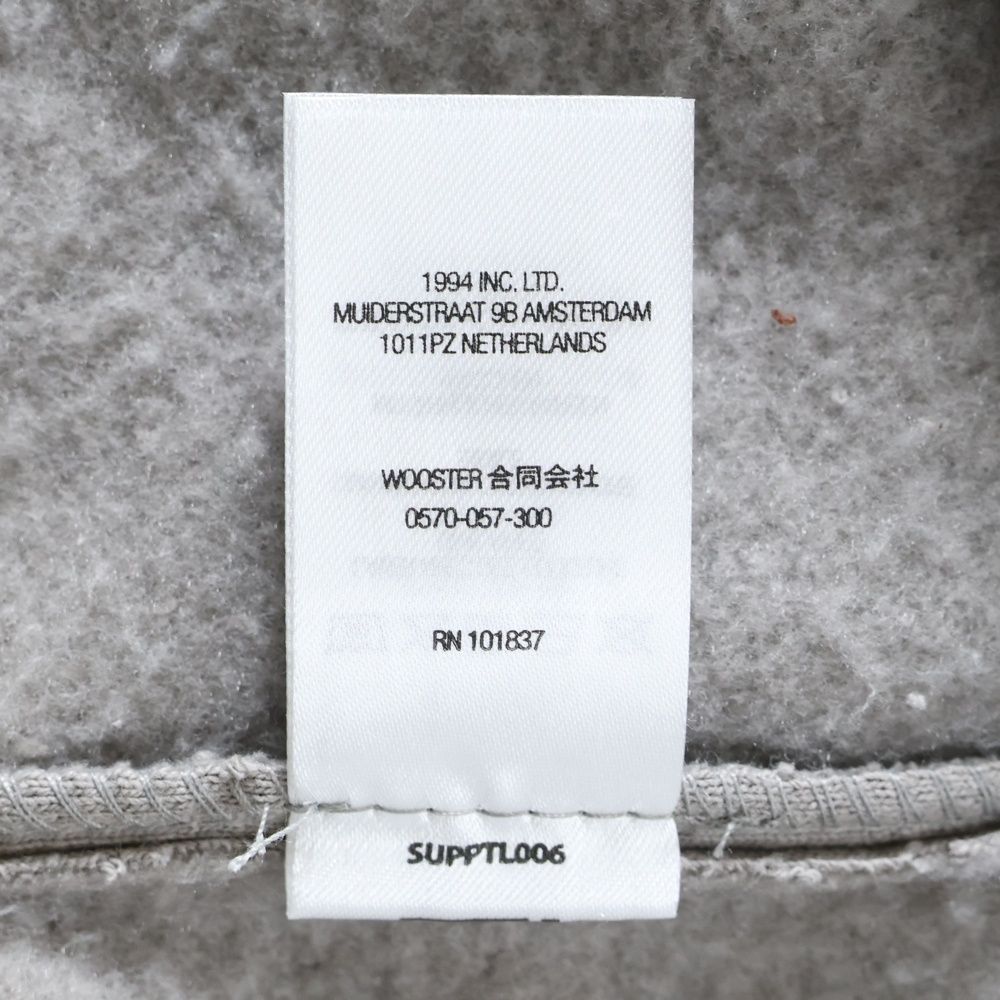 1994 INC. LTD.
MUIDERSTRAAT 9B AMSTERDAM
1011PZ NETHERLANDS
WOOSTER 合同会社
0570-057-300
RN 101837
SUPPTL006